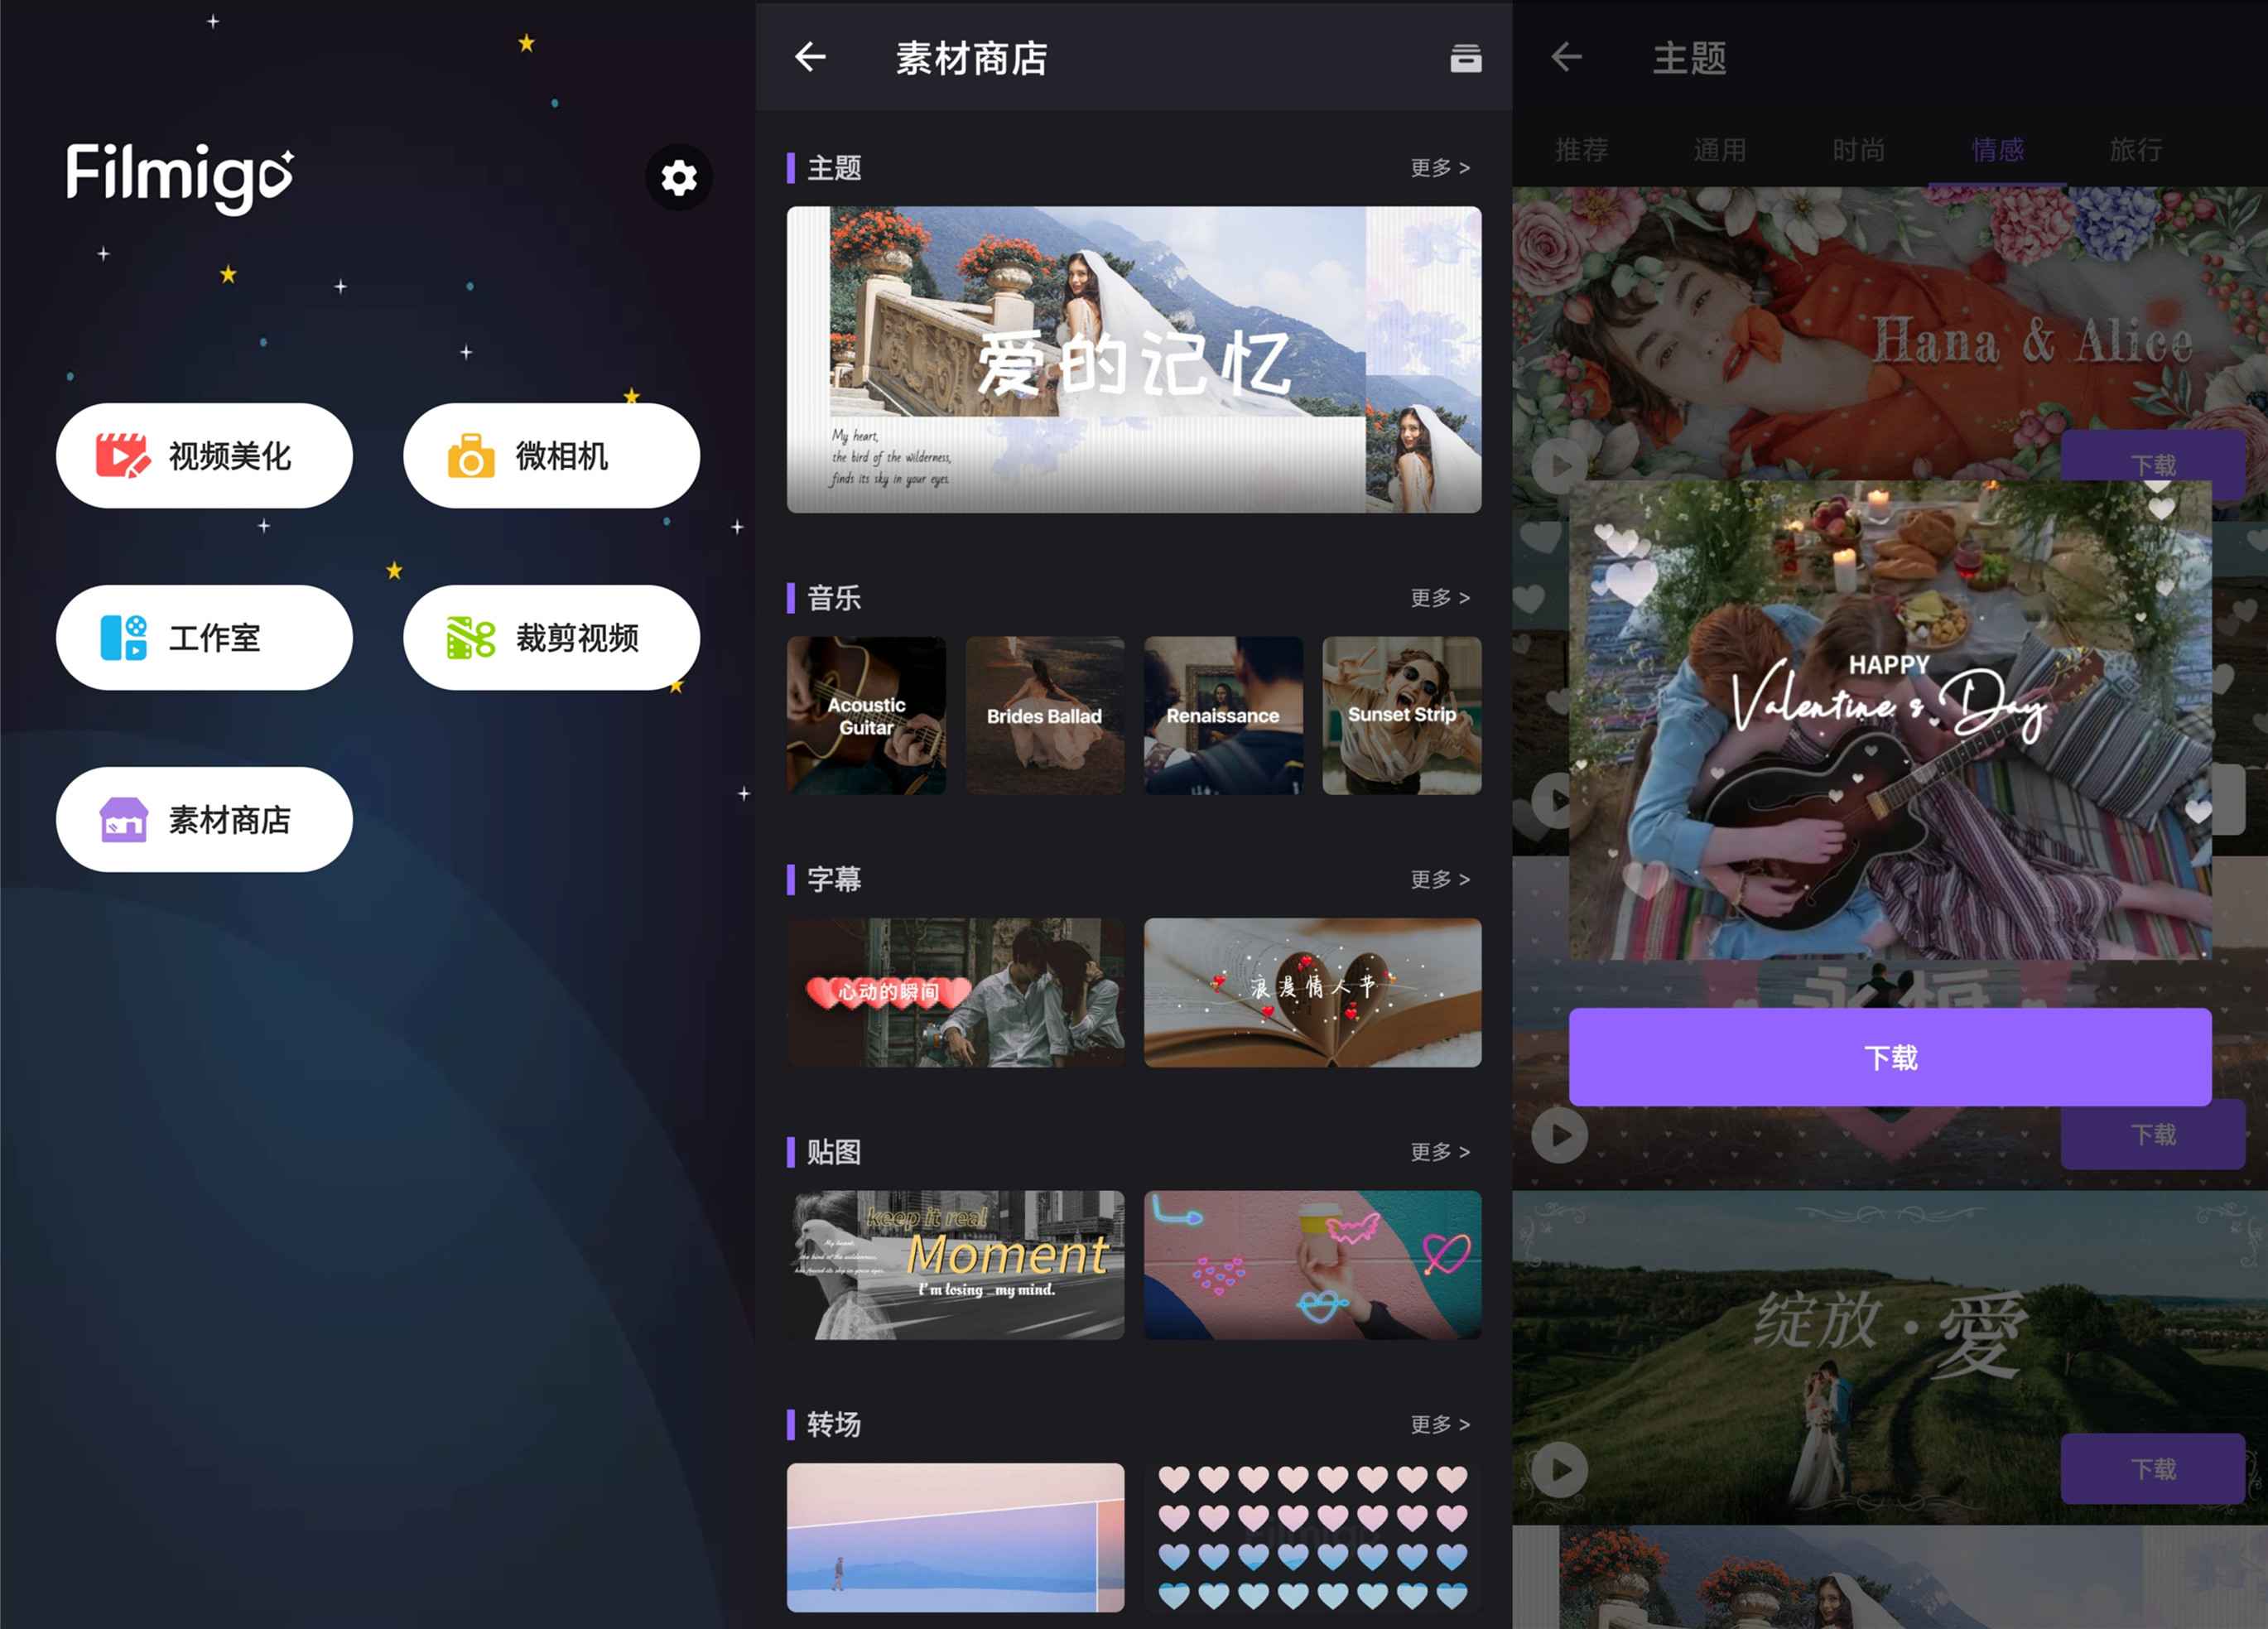 Filmigo
视频美化
微相机
工作室
裁剪视频
素材商店
素材商店
主题
更多 >
爱的记忆
My heart,
the bird of the wilderness,
finds its sky in your eyes.
音乐
更多 >
Acoustic
Guitar
Brides Ballad
Renaissance
Sunset Strip
字幕
更多 >
心动的瞬间
浪漫情人节
贴图
更多 >
keep it real
Moment
I'm losing my mind.
转场
更多 >
主题
推荐
通用
时尚
情感
旅行
Hana & Alice
下载
HAPPY
Valentine's Day
下载
下载
绽放·愛
下载